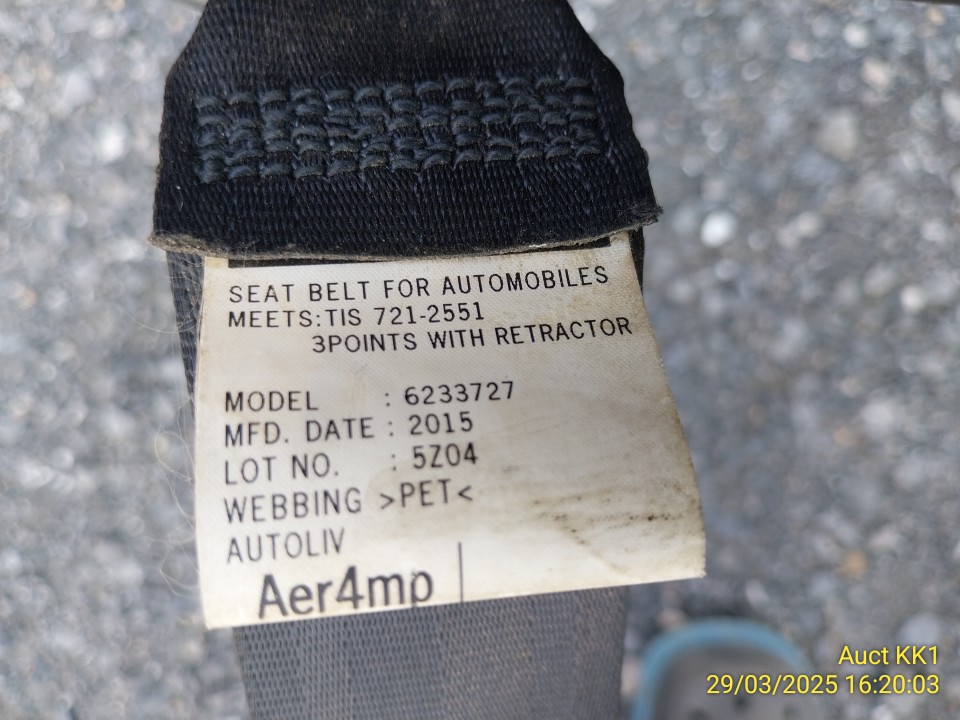 SEAT BELT FOR AUTOMOBILES
MEETS:TIS 721-2551
3POINTS WITH RETRACTOR
MODEL : 6233727
MFD. DATE : 2015
LOT NO. : 5Z04
WEBBING >PET<
AUTOLIV
Aer4mp
Auct KK1
29/03/2025 16:20:03